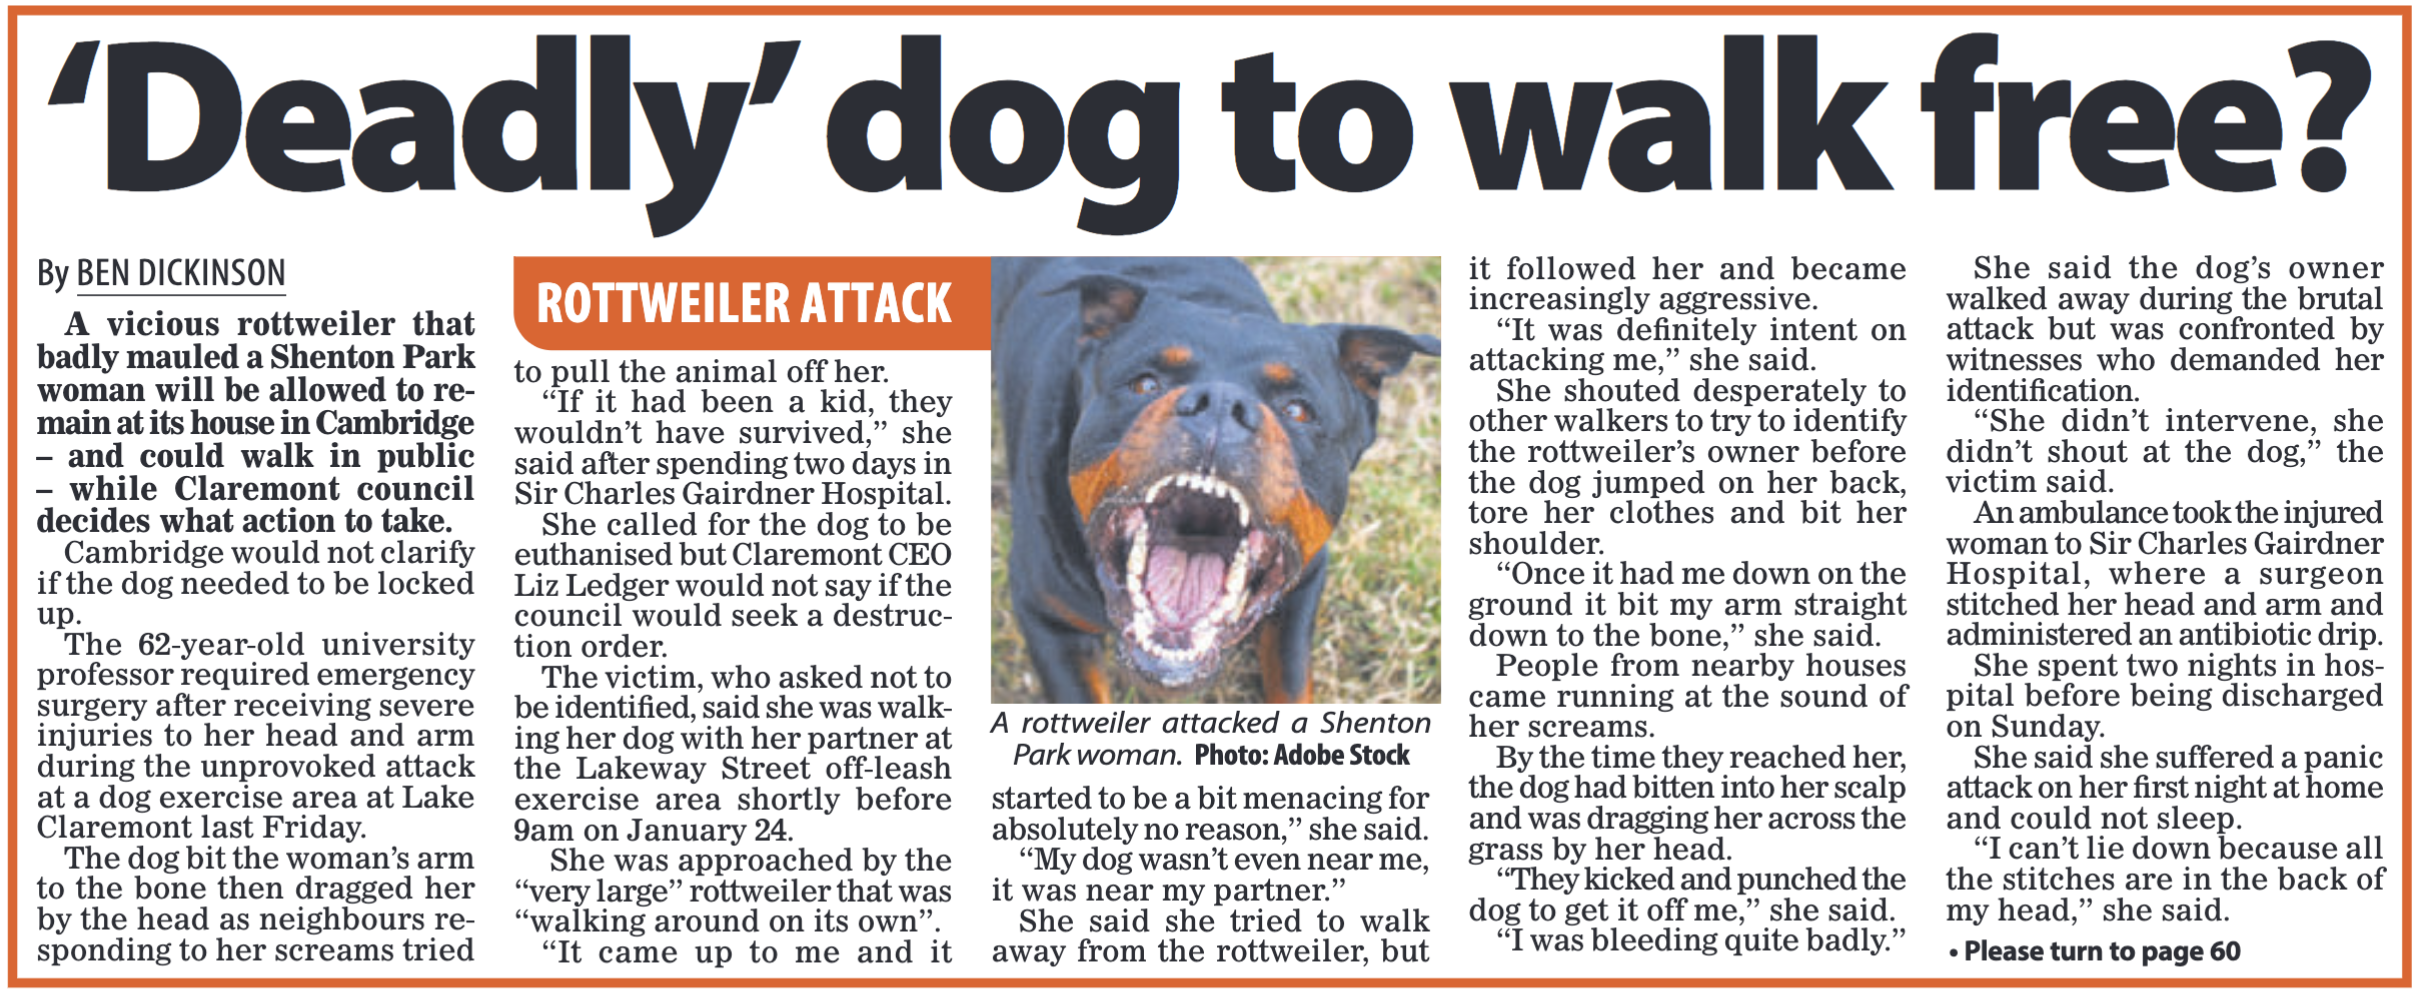 ‘Deadly’ dog to walk free?
By BEN DICKINSON
A vicious rottweiler that
badly mauled a Shenton Park
woman will be allowed to re-
main at its house in Cambridge
– and could walk in public
– while Claremont council
decides what action to take.
Cambridge would not clarify
if the dog needed to be locked
up.
The 62-year-old university
professor required emergency
surgery after receiving severe
injuries to her head and arm
during the unprovoked attack
at a dog exercise area at Lake
Claremont last Friday.
The dog bit the woman’s arm
to the bone then dragged her
by the head as neighbours re-
sponding to her screams tried
ROTTWEILER ATTACK
to pull the animal off her.
“If it had been a kid, they
wouldn’t have survived,” she
said after spending two days in
Sir Charles Gairdner Hospital.
She called for the dog to be
euthanised but Claremont CEO
Liz Ledger would not say if the
council would seek a destruc-
tion order.
The victim, who asked not to
be identified, said she was walk-
ing her dog with her partner at
the Lakeway Street off-leash
exercise area shortly before
9am on January 24.
She was approached by the
“very large” rottweiler that was
“walking around on its own”.
“It came up to me and it
A rottweiler attacked a Shenton
Park woman. Photo: Adobe Stock
started to be a bit menacing for
absolutely no reason,” she said.
“My dog wasn’t even near me,
it was near my partner.”
She said she tried to walk
away from the rottweiler, but
it followed her and became
increasingly aggressive.
“It was definitely intent on
attacking me,” she said.
She shouted desperately to
other walkers to try to identify
the rottweiler’s owner before
the dog jumped on her back,
tore her clothes and bit her
shoulder.
“Once it had me down on the
ground it bit my arm straight
down to the bone,” she said.
People from nearby houses
came running at the sound of
her screams.
By the time they reached her,
the dog had bitten into her scalp
and was dragging her across the
grass by her head.
“They kicked and punched the
dog to get it off me,” she said.
“I was bleeding quite badly.”
She said the dog’s owner
walked away during the brutal
attack but was confronted by
witnesses who demanded her
identification.
“She didn’t intervene, she
didn’t shout at the dog,” the
victim said.
An ambulance took the injured
woman to Sir Charles Gairdner
Hospital, where a surgeon
stitched her head and arm and
administered an antibiotic drip.
She spent two nights in hos-
pital before being discharged
on Sunday.
She said she suffered a panic
attack on her first night at home
and could not sleep.
“I can’t lie down because all
the stitches are in the back of
my head,” she said.
• Please turn to page 60